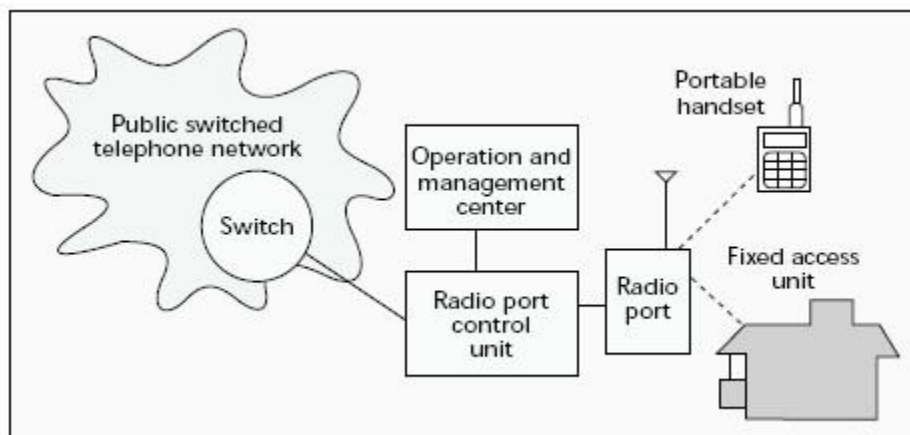 Public switched
telephone network
Switch
Operation and
management
center
Radio port
control
unit
Radio
port
Portable
handset
Fixed access
unit